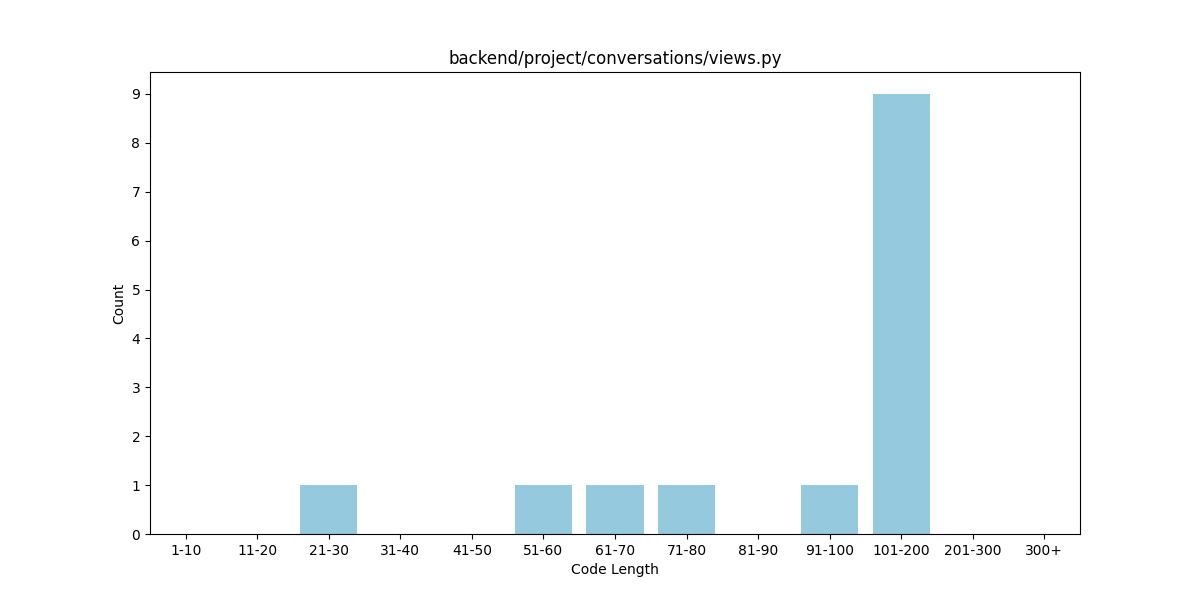 backend/project/conversations/views.py
9
8
7
6
5
4
3
2
1
0
Count
1-10 11-20 21-30 31-40 41-50 51-60 61-70 71-80 81-90 91-100 101-200 201-300 300+
Code Length